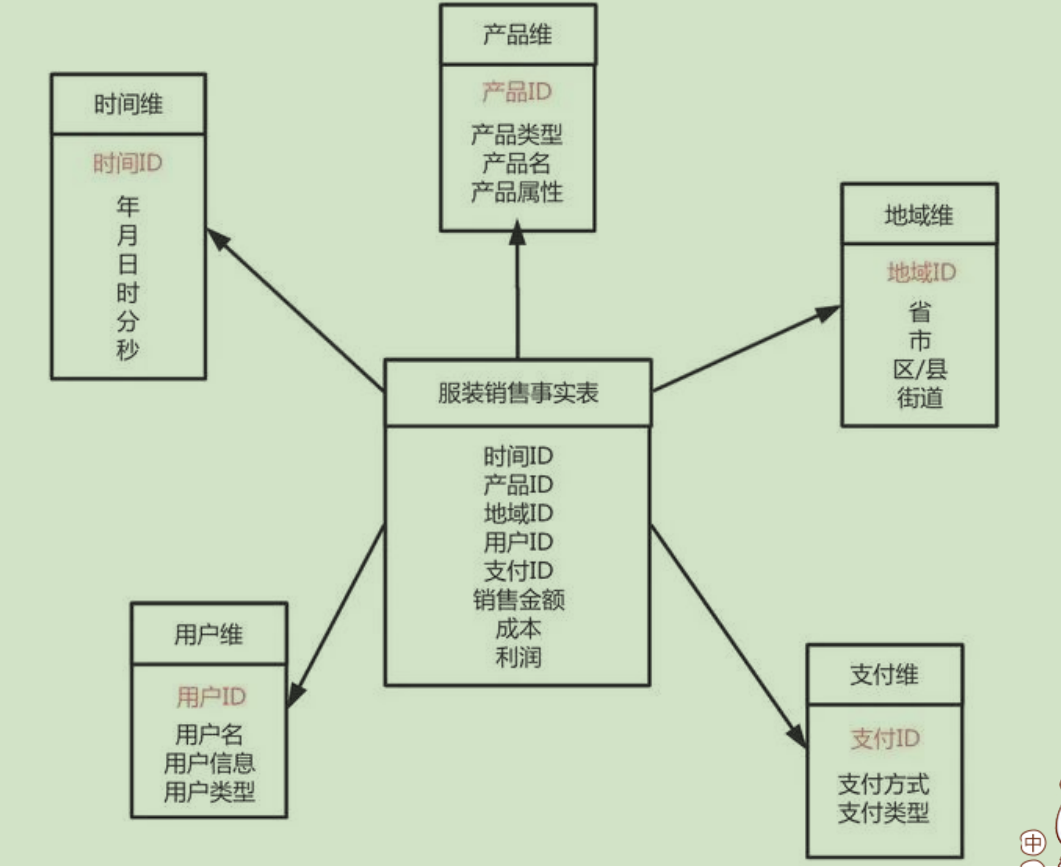 产品维
产品ID
产品类型
产品名
产品属性
时间维
时间ID
年
月
日
时
分
秒
地域维
地域ID
省
市
区/县
街道
服装销售事实表
时间ID
产品ID
地域ID
用户ID
支付ID
销售金额
成本
利润
用户维
用户ID
用户名
用户信息
用户类型
支付维
支付ID
支付方式
支付类型
中